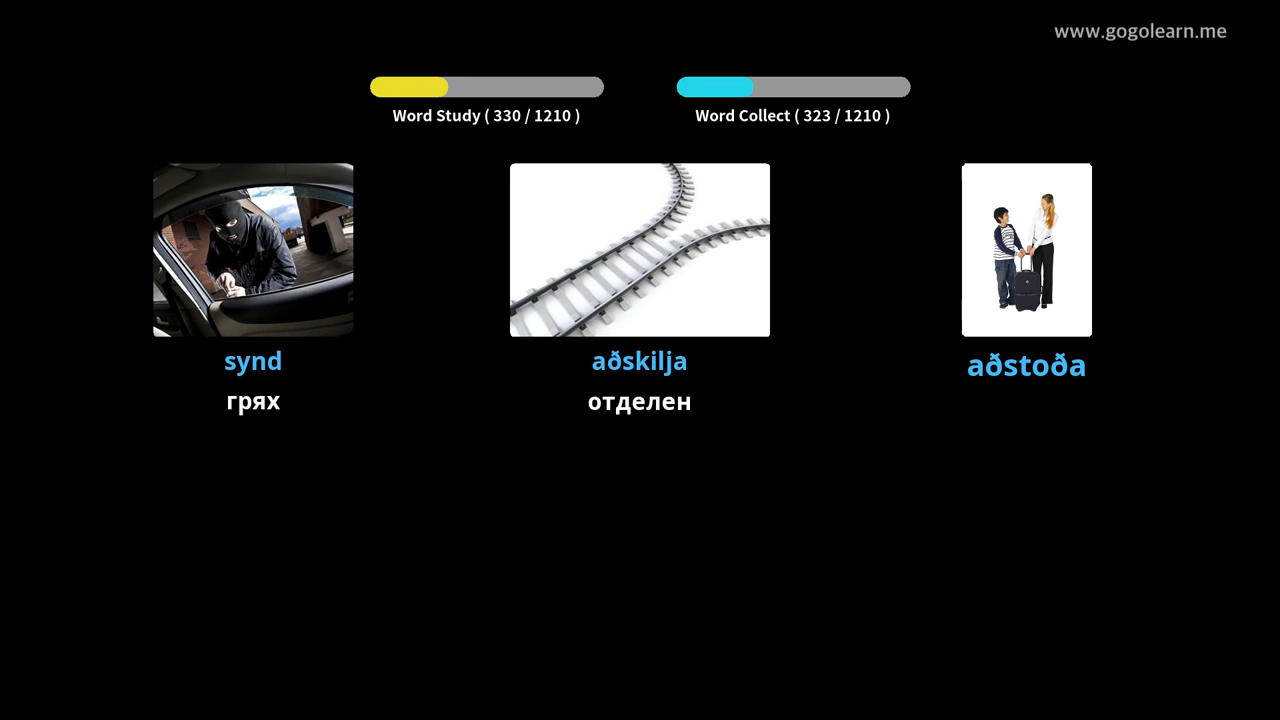 www.gogolearn.me
Word Study ( 330 / 1210 )
Word Collect ( 323 / 1210 )
synd
aðskilja
aðstoða
грях
отделен